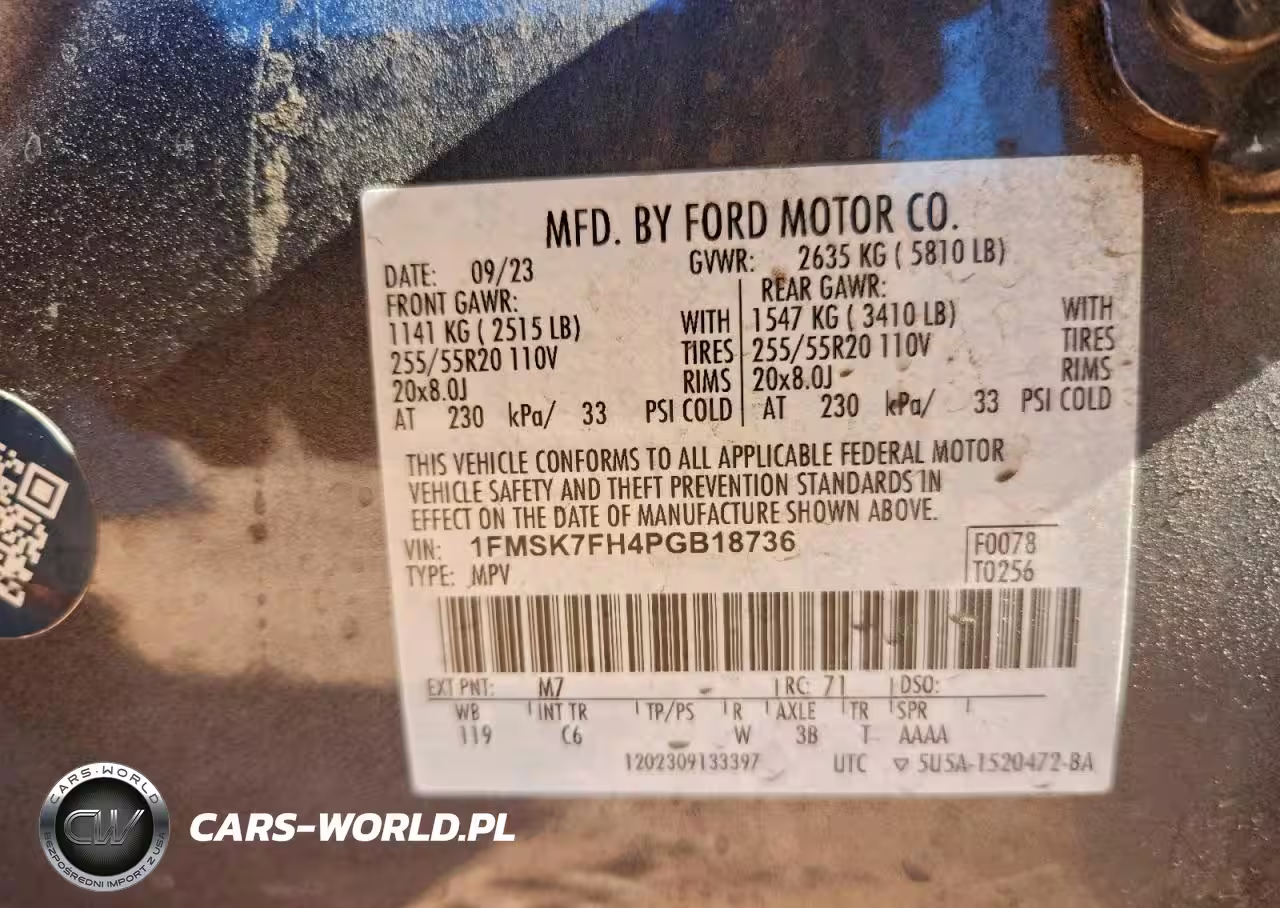 MFD. BY FORD MOTOR CO.
DATE: 09/23 GVWR: 2635 KG ( 5810 LB)
FRONT GAWR: REAR GAWR:
1141 KG ( 2515 LB) WITH 1547 KG ( 3410 LB) WITH
255/55R20 110V TIRES 255/55R20 110V TIRES
20x8.0J RIMS 20x8.0J RIMS
AT 230 kPa/ 33 PSI COLD AT 230 kPa/ 33 PSI COLD
THIS VEHICLE CONFORMS TO ALL APPLICABLE FEDERAL MOTOR
VEHICLE SAFETY AND THEFT PREVENTION STANDARDS IN
EFFECT ON THE DATE OF MANUFACTURE SHOWN ABOVE.
VIN: 1FMSK7FH4PGB18736 F0078
TYPE: MPV T0256
EXT PNT: M7 RC: 71 DSO:
WB INT TR TP/PS R AXLE TR SPR
119 C6 W 3B T AAAA
1202309133397 UTC ▽ 5U5A-1520472-BA
CARS-WORLD
CW
BEZPOŚREDNI IMPORT Z USA
CARS-WORLD.PL